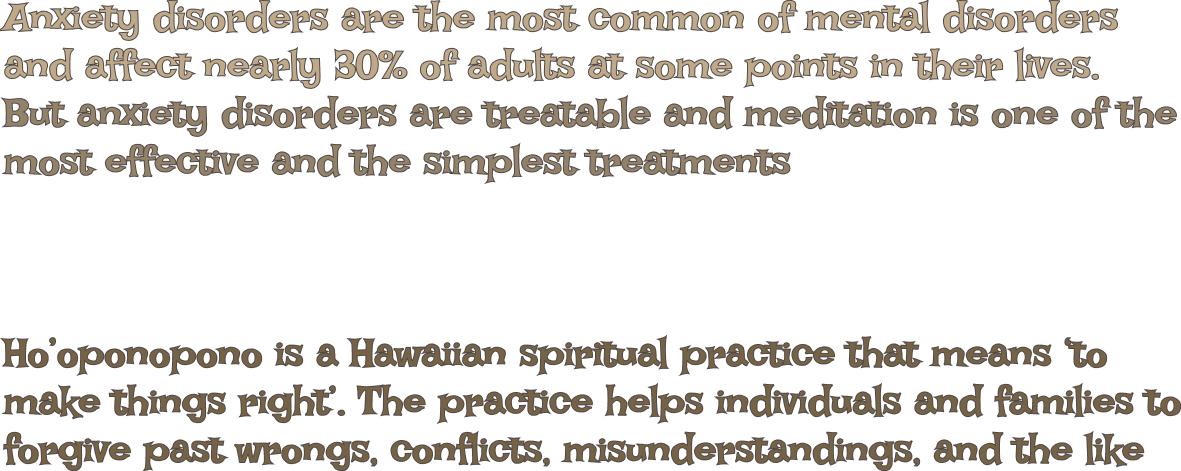 Anxiety disorders are the most common of mental disorders
and affect nearly 30% of adults at some points in their lives.
But anxiety disorders are treatable and meditation is one of the
most effective and the simplest treatments
Ho’oponopono is a Hawaiian spiritual practice that means ‘to
make things right’. The practice helps individuals and families to
forgive past wrongs, conflicts, misunderstandings, and the like